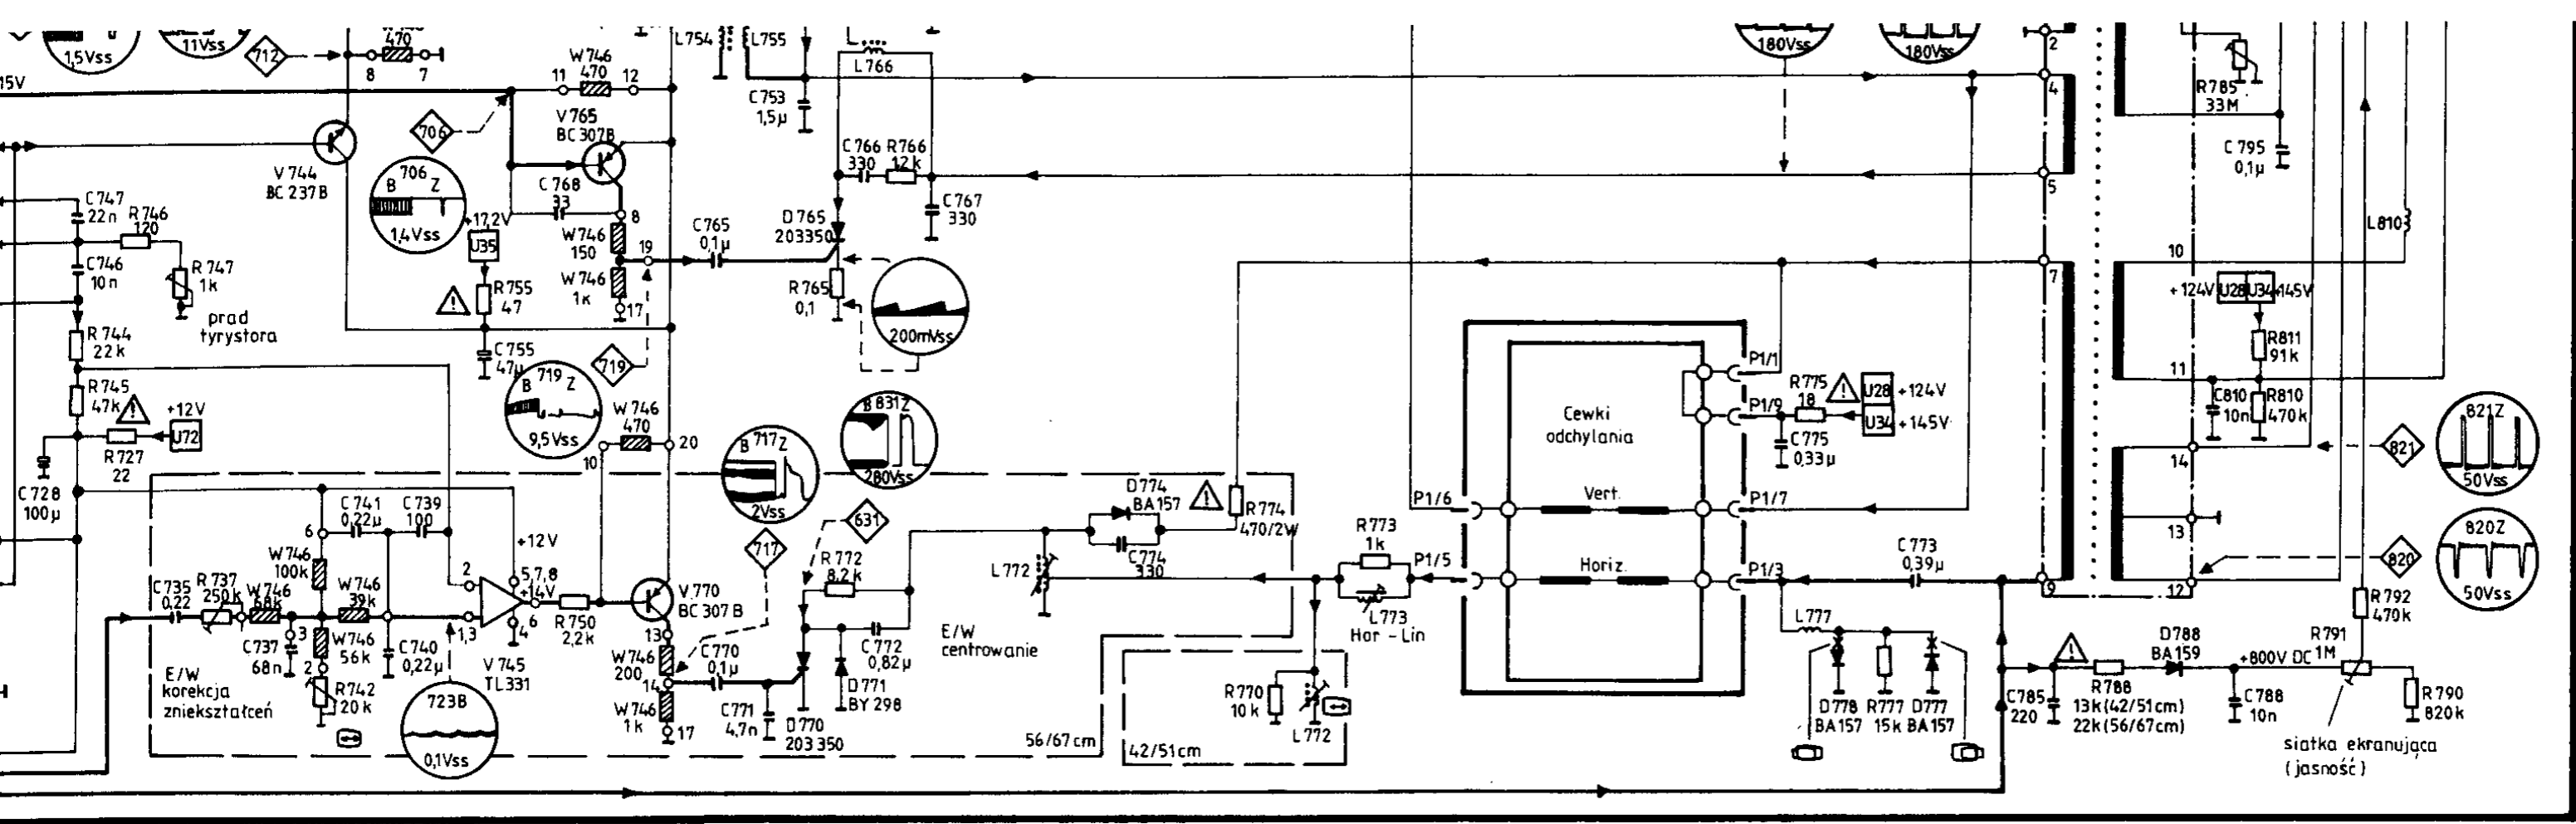 1,5Vss
11Vss
712
470
8
7
15V
W746
470
11
12
L754
L755
L766
C753
1,5µ
180Vss
180Vss
2
4
5
R785
33M
C795
0,1µ
706
V765
BC307B
V744
BC237B
706
B Z
1,4Vss
C768
33
8
C766
330
R766
12k
C767
330
C747
22n
R746
120
C746
10n
R747
1k
prad
tyrystora
+17,2V
U35
R755
47
W746
150
19
W746
1k
17
C765
0,1µ
D765
203350
R765
0,1
200mVss
7
10
L810
+124V
U28
U34
+145V
R811
91k
11
C810
10n
R810
470k
R744
22k
R745
47k
+12V
U72
R727
22
C728
100µ
C755
47µ
719
719
B Z
9,5Vss
W746
470
10
20
B 717 Z
2Vss
B 831 Z
280Vss
631
717
P1/1
R775
18
U28
+124V
U34
+145V
P1/9
C775
0,33µ
Cewki
odchylania
821Z
50Vss
821
14
13
820Z
50Vss
820
12
P1/6
Vert.
P1/7
P1/5
Horiz.
P1/3
C773
0,39µ
9
D774
BA157
C774
330
R774
470/2W
R773
1k
L773
Hor-Lin
L772
R772
8,2k
C741
0,22µ
C739
100
6
W746
100k
+12V
2
5,7,8
+14V
6
4
1,3
C735
0,22
R737
250k
W746
68k
W746
39k
3
C737
68n
W746
56k
2
R742
20k
C740
0,22µ
V745
TL331
R750
2,2k
V770
BC307B
13
W746
200
14
W746
1k
17
C770
0,1µ
C771
4,7n
D770
203350
D771
BY298
C772
0,82µ
E/W
centrowanie
E/W
korekcja
zniekształceń
723B
0,1Vss
56/67cm
42/51cm
R770
10k
L772
L777
D778
BA157
R777
15k
D777
BA157
C785
220
R788
13k(42/51cm)
22k(56/67cm)
D788
BA159
+800V DC
C788
10n
R791
1M
R792
470k
R790
820k
siatka ekranująca
(jasność)